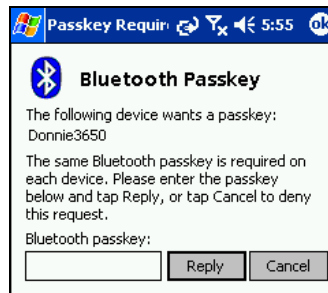 Passkey Requir 5:55 ok
Bluetooth Passkey
The following device wants a passkey:
Donnie3650
The same Bluetooth passkey is required on
each device. Please enter the passkey
below and tap Reply, or tap Cancel to deny
this request.
Bluetooth passkey:
Reply Cancel